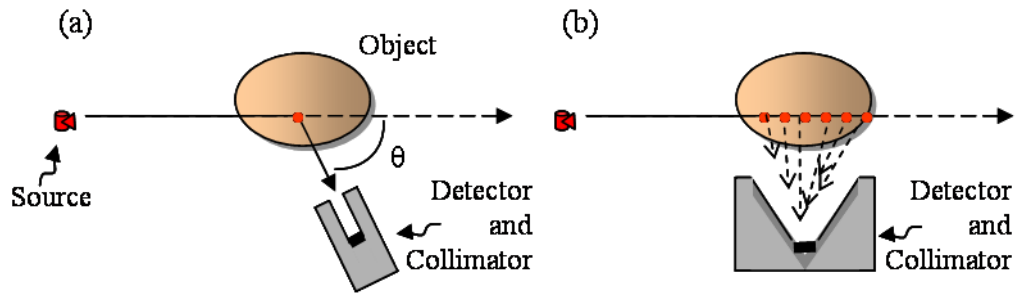 (a)
Object
θ
Source
Detector
and
Collimator
(b)
Detector
and
Collimator